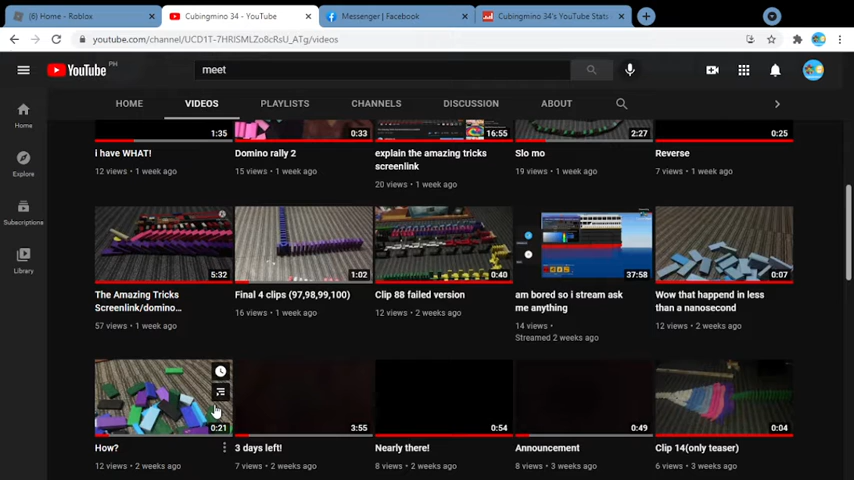 (6) Home - Roblox
Cubingmo 34 - YouTube
Messenger | Facebook
Cubingmo 34's YouTube Stats
youtube.com/channel/UCD1T-7HRlSMLZo8cRsU_ATg/videos
YouTube PH
meet
HOME
VIDEOS
PLAYLISTS
CHANNELS
DISCUSSION
ABOUT
Home
Explore
Subscriptions
Library
1:35
0:33
16:55
2:27
0:25
i have WHAT!
12 views • 1 week ago
Domino rally 2
15 views • 1 week ago
explain the amazing tricks
screenlink
20 views • 1 week ago
Slo mo
19 views • 1 week ago
Reverse
7 views • 1 week ago
5:32
1:02
0:40
37:58
0:07
The Amazing Tricks
Screenlink/domino...
57 views • 1 week ago
Final 4 clips (97,98,99,100)
16 views • 1 week ago
Clip 88 failed version
12 views • 2 weeks ago
am bored so i stream ask
me anything
14 views •
Streamed 2 weeks ago
Wow that happend in less
than a nanosecond
12 views • 2 weeks ago
0:21
3:55
0:54
0:49
0:04
How?
12 views • 2 weeks ago
3 days left!
7 views • 2 weeks ago
Nearly there!
8 views • 2 weeks ago
Announcement
8 views • 3 weeks ago
Clip 14(only teaser)
6 views • 3 weeks ago